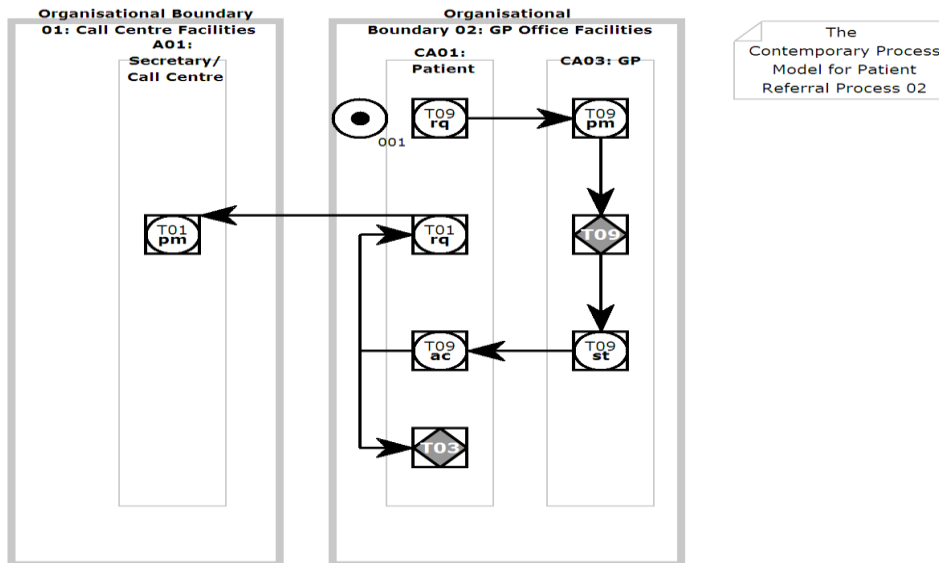 Organisational Boundary
01: Call Centre Facilities
A01:
Secretary/
Call Centre
Organisational
Boundary 02: GP Office Facilities
CA01:
Patient
CA03: GP
The
Contemporary Process
Model for Patient
Referral Process 02
001
T09
rq
T09
pm
T01
pm
T01
rq
T09
T09
ac
T09
st
T03